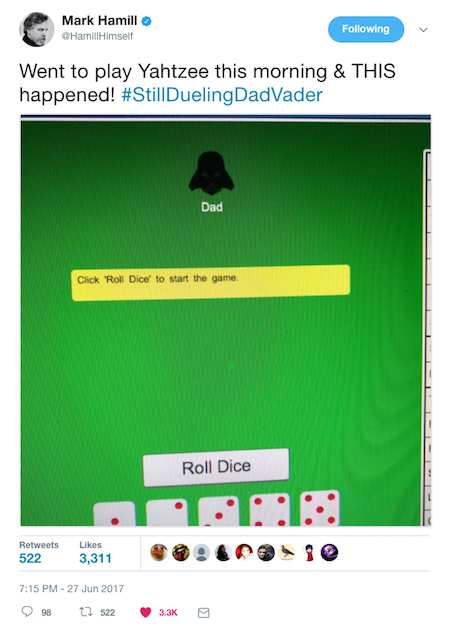 Mark Hamill
@HamillHimself
Following
Went to play Yahtzee this morning & THIS
happened! #StillDuelingDadVader
Dad
Click 'Roll Dice' to start the game.
Roll Dice
Retweets
Likes
522
3,311
7:15 PM - 27 Jun 2017
98
522
3.3K